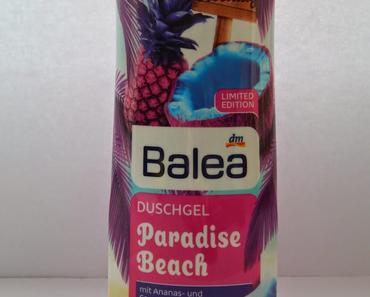 LIMITED
EDITION
dm
Balea
DUSCHGEL
Paradise
Beach
mit Ananas- und